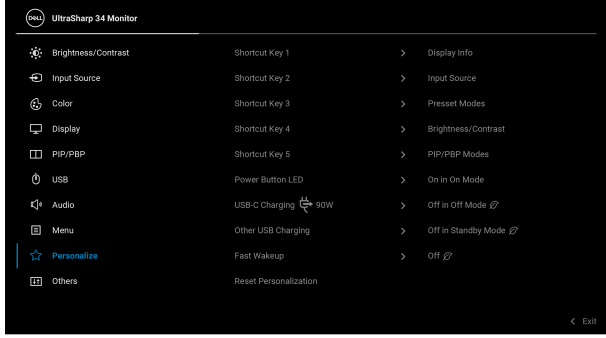 DELL UltraSharp 34 Monitor
Brightness/Contrast Shortcut Key 1 > Display Info
Input Source Shortcut Key 2 > Input Source
Color Shortcut Key 3 > Presset Modes
Display Shortcut Key 4 > Brightness/Contrast
PIP/PBP Shortcut Key 5 > PIP/PBP Modes
USB Power Button LED > On in On Mode
Audio USB-C Charging 90W > Off in Off Mode
Menu Other USB Charging > Off in Standby Mode
Personalize Fast Wakeup > Off
Others Reset Personalization
< Exit